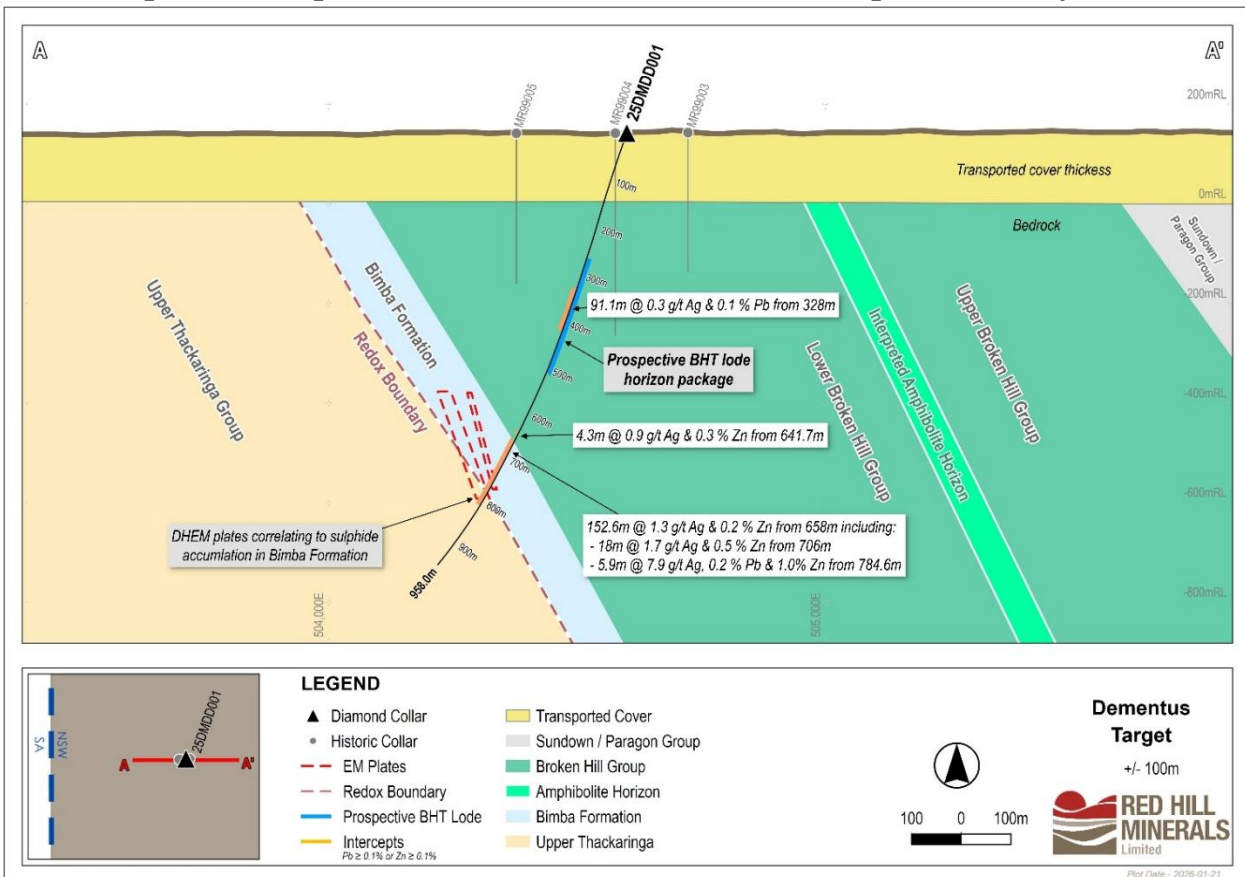 A
A'
MR99005
MR99004
25DMDD001
MR99003
200mRL
Transported cover thickess
100m
0mRL
Bedrock
Sundown /
Paragon Group
200m
300m
-200mRL
91.1m @ 0.3 g/t Ag & 0.1 % Pb from 328m
400m
Prospective BHT lode
horizon package
500m
Upper Thackaringa Group
Redox Boundary
Bimba Formation
Lower Broken Hill Group
Interpreted Amphibolite Horizon
Upper Broken Hill Group
-400mRL
600m
4.3m @ 0.9 g/t Ag & 0.3 % Zn from 641.7m
700m
-600mRL
800m
DHEM plates correlating to sulphide
accumlation in Bimba Formation
152.6m @ 1.3 g/t Ag & 0.2 % Zn from 658m including:
- 18m @ 1.7 g/t Ag & 0.5 % Zn from 706m
- 5.9m @ 7.9 g/t Ag, 0.2 % Pb & 1.0% Zn from 784.6m
900m
958.0m
-800mRL
504,000E
505,000E
SA
NSW
25DMDD001
A
A'
LEGEND
Diamond Collar
Historic Collar
EM Plates
Redox Boundary
Prospective BHT Lode
Intercepts
Pb ≥ 0.1% or Zn ≥ 0.1%
Transported Cover
Sundown / Paragon Group
Broken Hill Group
Amphibolite Horizon
Bimba Formation
Upper Thackaringa
100 0 100m
Dementus
Target
+/- 100m
RED HILL
MINERALS
Limited
Plot Date - 2026-01-21